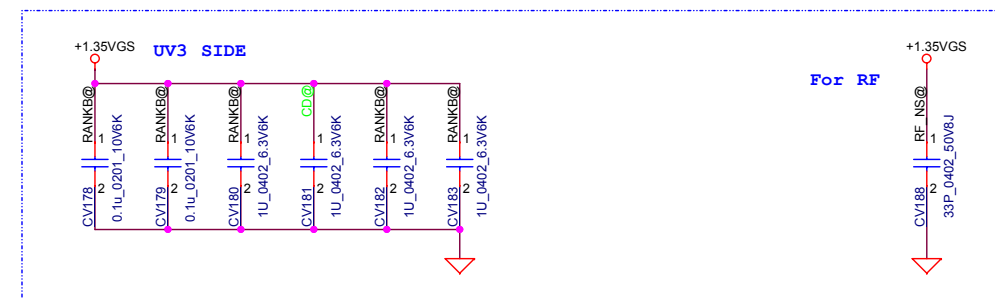 +1.35VGS
UV3 SIDE
RANKB@
1
2
CV178
0.1u_0201_10V6K
RANKB@
1
2
CV179
0.1u_0201_10V6K
RANKB@
1
2
CV180
1U_0402_6.3V6K
CD@
1
2
CV181
1U_0402_6.3V6K
RANKB@
1
2
CV182
1U_0402_6.3V6K
RANKB@
1
2
CV183
1U_0402_6.3V6K
For RF
+1.35VGS
RF_NS@
1
2
CV188
33P_0402_50V8J